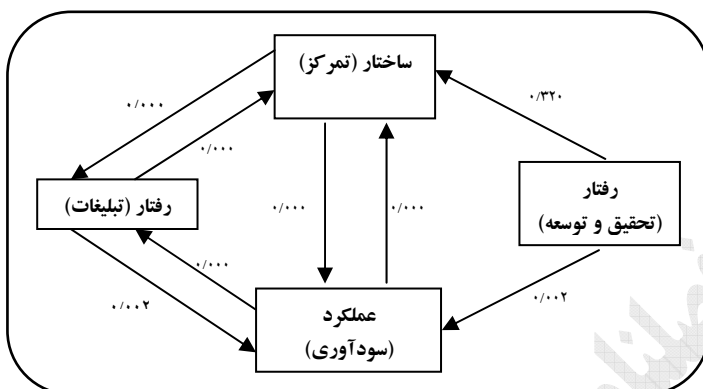 ساختار (تمرکز)
۰/۰۰۰
۰/۳۲۰
۰/۰۰۰
رفتار (تبلیغات)
۰/۰۰۰
۰/۰۰۰
رفتار
(تحقیق و توسعه)
۰/۰۰۰
۰/۰۰۲
۰/۰۰۲
عملکرد
(سودآوری)